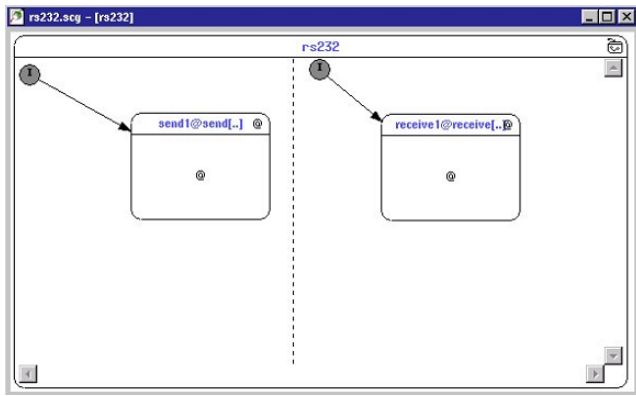 rs232.scg - [rs232]
rs232
I
I
send1@send[..] @
receive1@receive[..]@
@
@